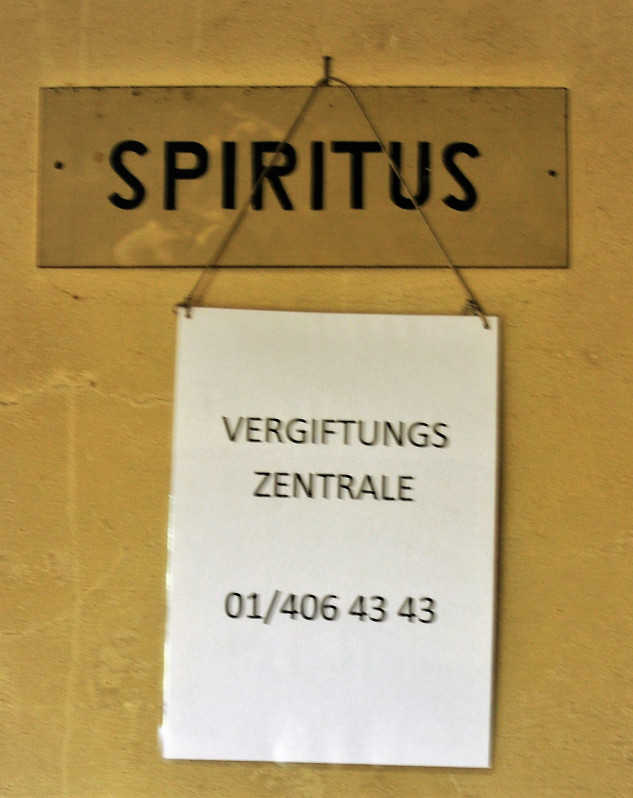 SPIRITUS
VERGIFTUNGS
ZENTRALE
01/406 43 43